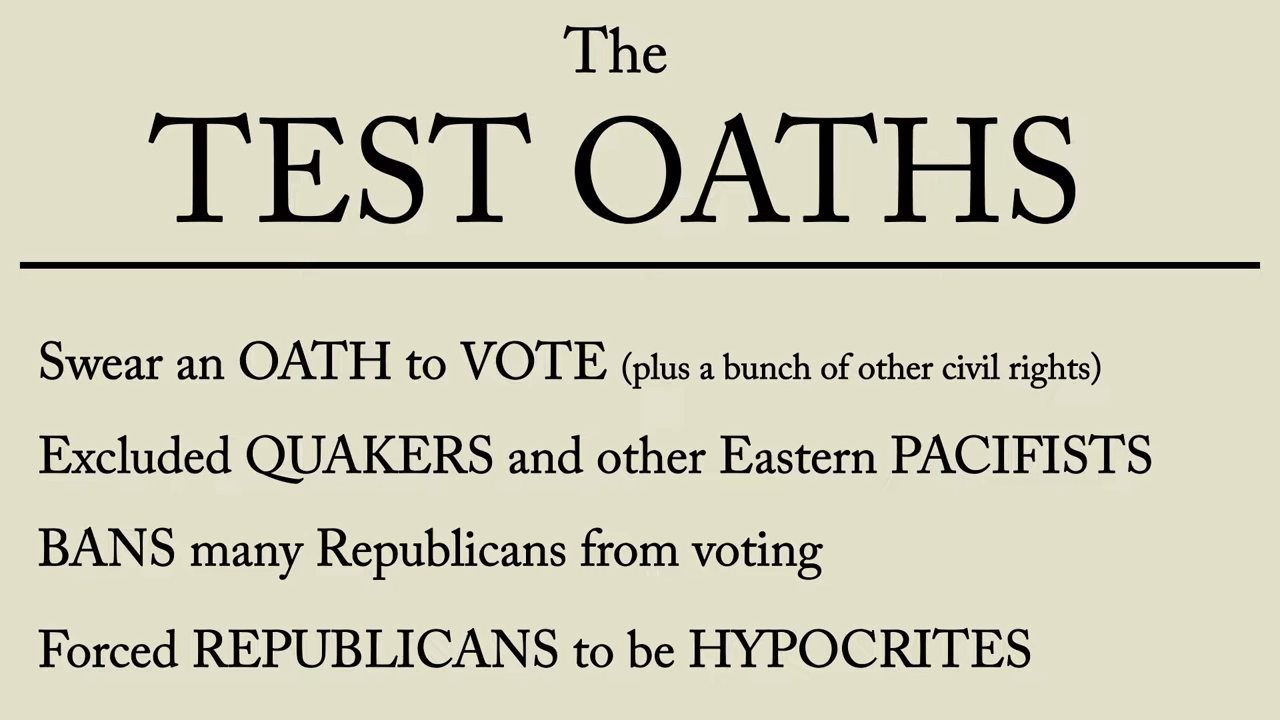 The
TEST OATHS
Swear an OATH to VOTE (plus a bunch of other civil rights)
Excluded QUAKERS and other Eastern PACIFISTS
BANS many Republicans from voting
Forced REPUBLICANS to be HYPOCRITES